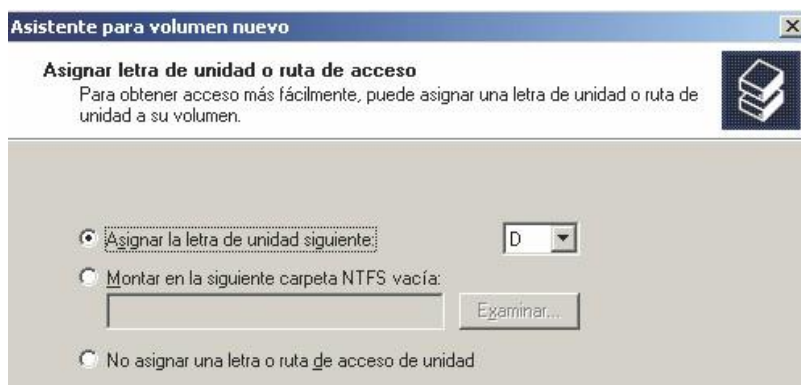 Asistente para volumen nuevo
Asignar letra de unidad o ruta de acceso
Para obtener acceso más fácilmente, puede asignar una letra de unidad o ruta de
unidad a su volumen.
Asignar la letra de unidad siguiente: D
Montar en la siguiente carpeta NTFS vacía:
Examinar...
No asignar una letra o ruta de acceso de unidad